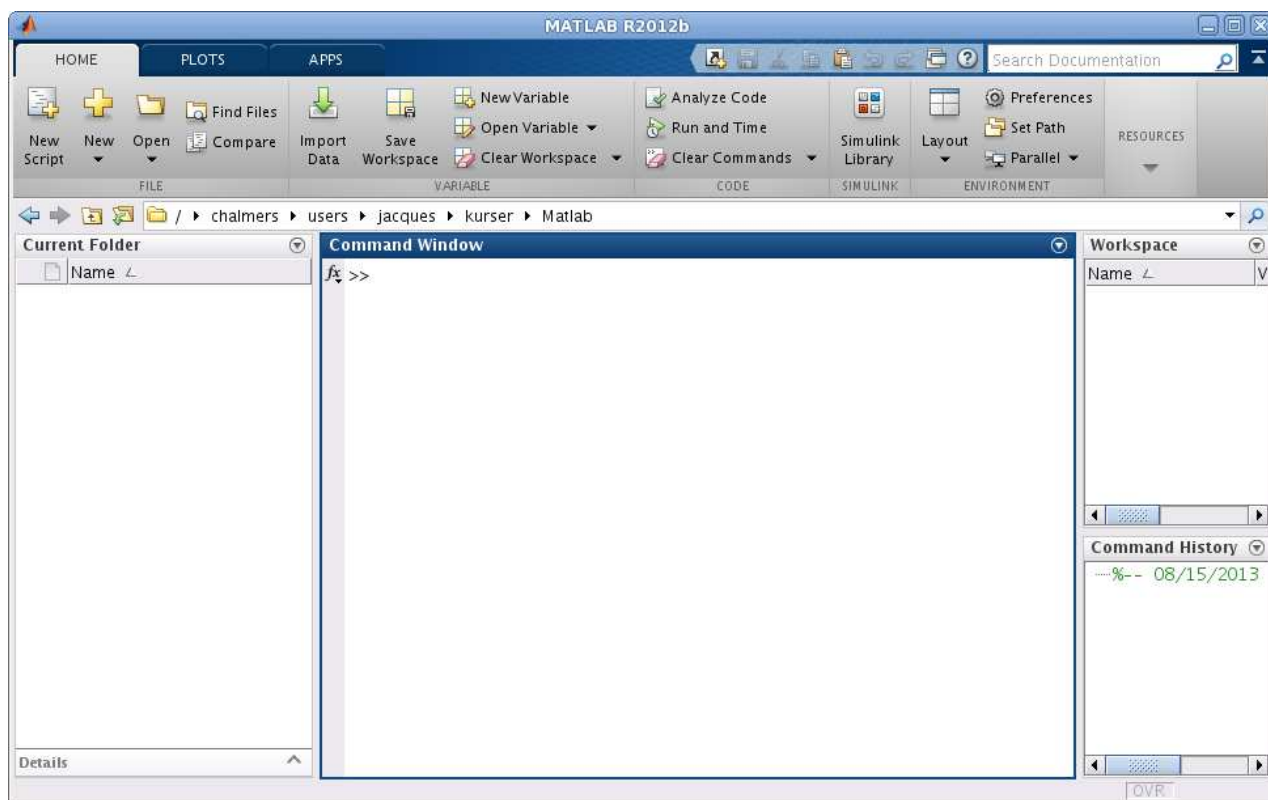 MATLAB R2012b
HOME PLOTS APPS Search Documentation
New Script New Open Find Files Compare Import Data Save Workspace New Variable Open Variable Clear Workspace Analyze Code Run and Time Clear Commands Simulink Library Layout Preferences Set Path Parallel RESOURCES
FILE VARIABLE CODE SIMULINK ENVIRONMENT
/ chalmers users jacques kurser Matlab
Current Folder
Name
Command Window
fx >>
Workspace
Name V
Command History
%-- 08/15/2013
Details
OVR